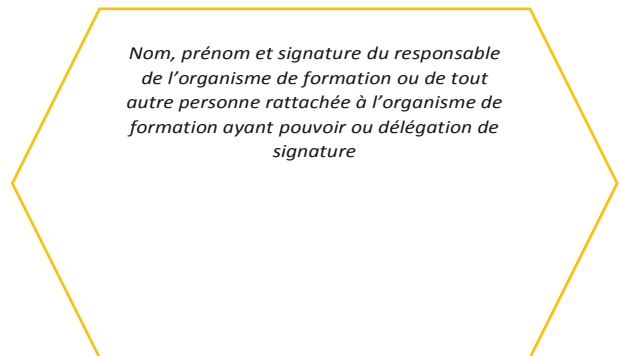 Nom, prénom et signature du responsable
de l’organisme de formation ou de tout
autre personne rattachée à l’organisme de
formation ayant pouvoir ou délégation de
signature